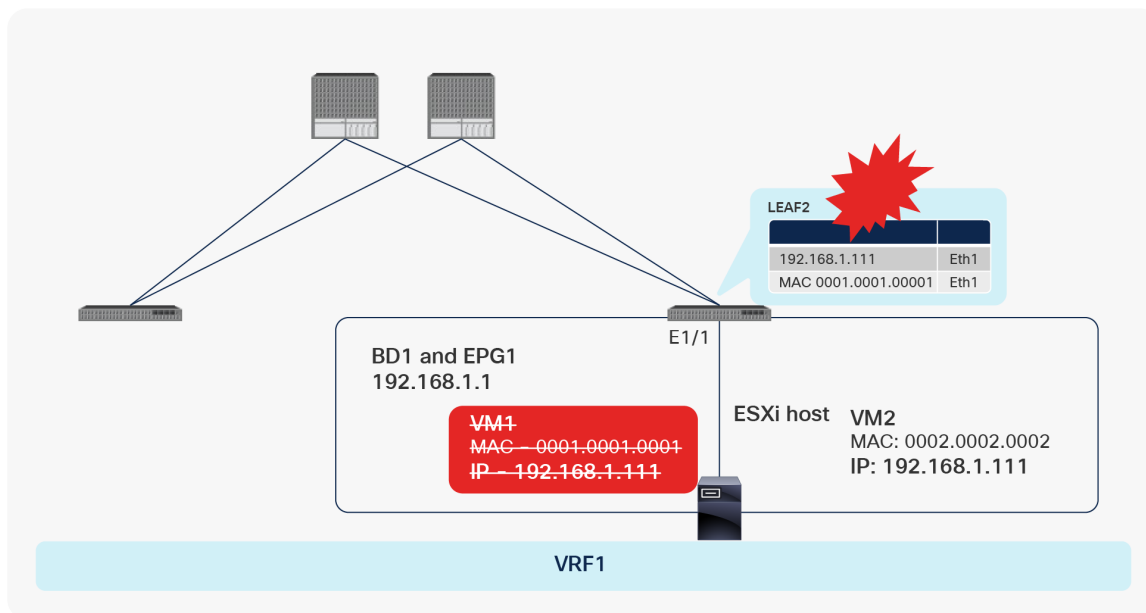 LEAF2
192.168.1.111 Eth1
MAC 0001.0001.00001 Eth1
E1/1
BD1 and EPG1
192.168.1.1
VM1
MAC - 0001.0001.0001
IP - 192.168.1.111
ESXi host
VM2
MAC: 0002.0002.0002
IP: 192.168.1.111
VRF1